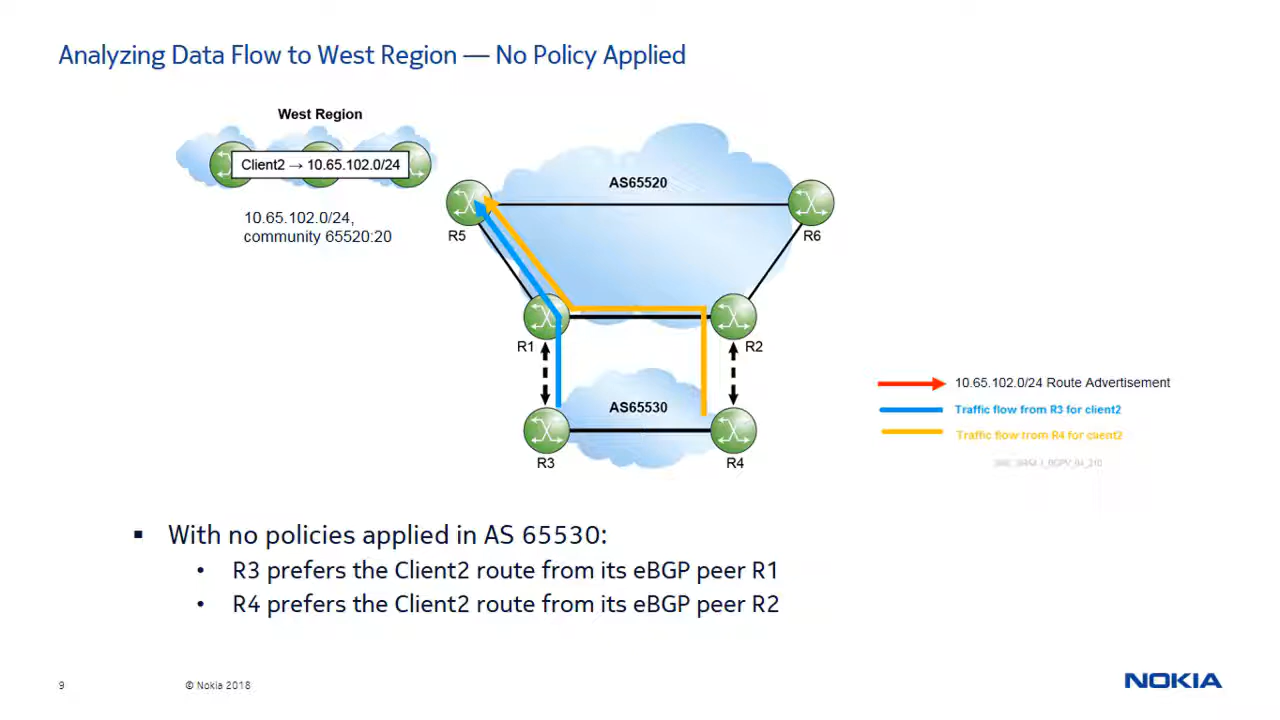 Analyzing Data Flow to West Region — No Policy Applied
West Region
Client2 → 10.65.102.0/24
10.65.102.0/24,
community 65520:20
AS65520
R5
R6
R1
R2
AS65530
R3
R4
10.65.102.0/24 Route Advertisement
Traffic flow from R3 for client2
Traffic flow from R4 for client2
▪ With no policies applied in AS 65530:
• R3 prefers the Client2 route from its eBGP peer R1
• R4 prefers the Client2 route from its eBGP peer R2
9
© Nokia 2018
NOKIA